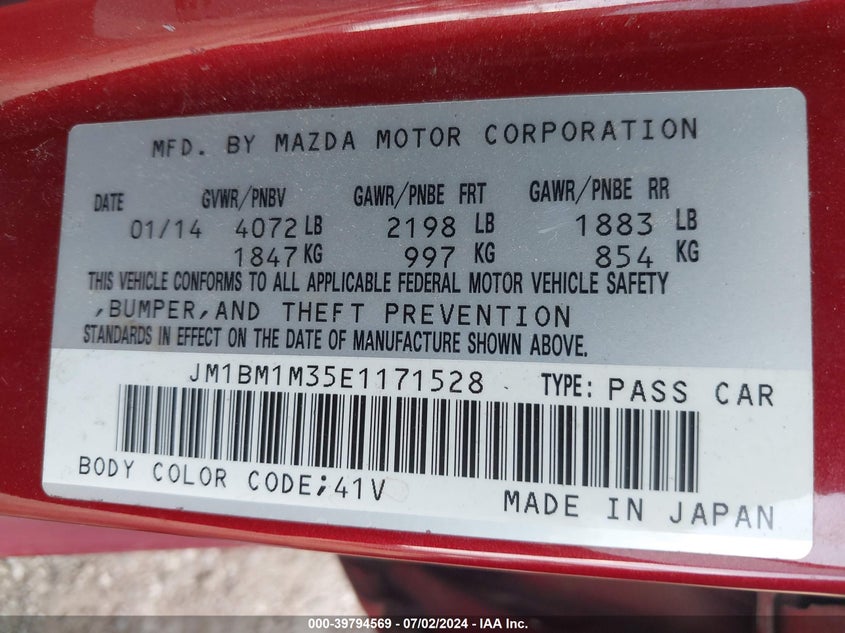 MFD. BY MAZDA MOTOR CORPORATION
DATE GVWR/PNBV GAWR/PNBE FRT GAWR/PNBE RR
01/14 4072 LB 2198 LB 1883 LB
1847 KG 997 KG 854 KG
THIS VEHICLE CONFORMS TO ALL APPLICABLE FEDERAL MOTOR VEHICLE SAFETY
,BUMPER,AND THEFT PREVENTION
STANDARDS IN EFFECT ON THE DATE OF MANUFACTURE SHOWN ABOVE.
JM1BM1M35E1171528 TYPE: PASS CAR
BODY COLOR CODE;41V
MADE IN JAPAN
000-39794569 - 07/02/2024 - IAA Inc.